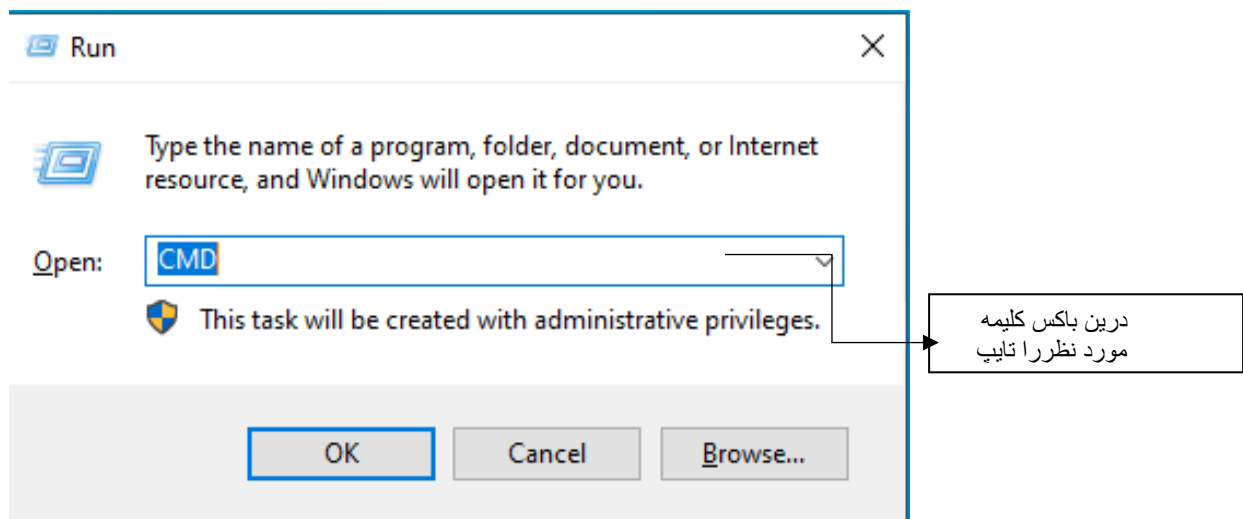 Run
Type the name of a program, folder, document, or Internet
resource, and Windows will open it for you.
Open:
CMD
This task will be created with administrative privileges.
درین باکس کلیمه
مورد نظررا تایپ
OK
Cancel
Browse...